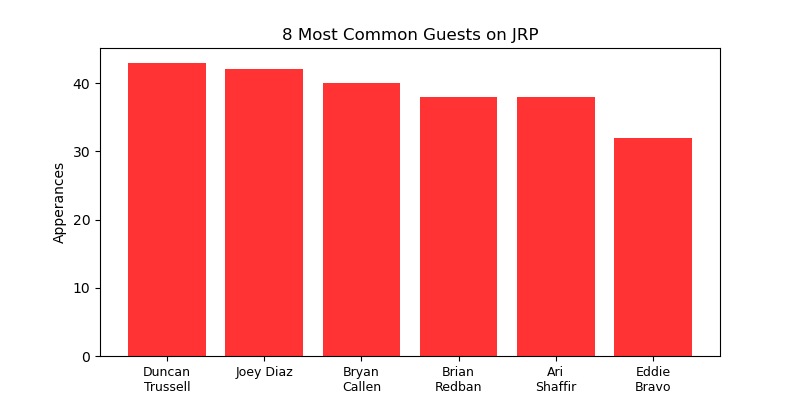 8 Most Common Guests on JRP
Apperances
40
30
20
10
0
Duncan
Trussell
Joey Diaz
Bryan
Callen
Brian
Redban
Ari
Shaffir
Eddie
Bravo